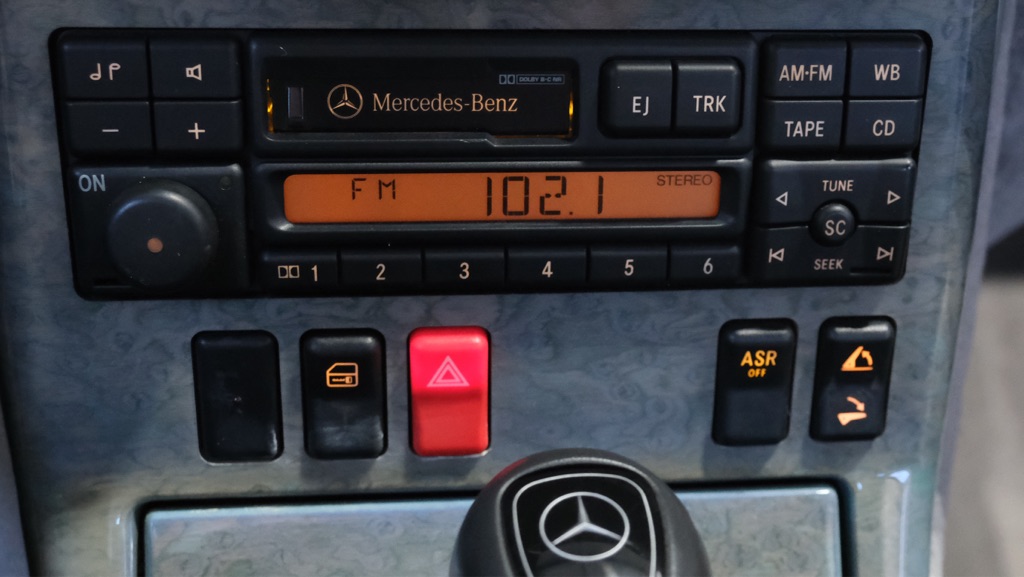 DOLBY B-C NR
Mercedes-Benz
EJ
TRK
AM•FM
WB
TAPE
CD
− +
ON
FM 102.1 STEREO
TUNE
SC
SEEK
1 2 3 4 5 6
ASR
OFF